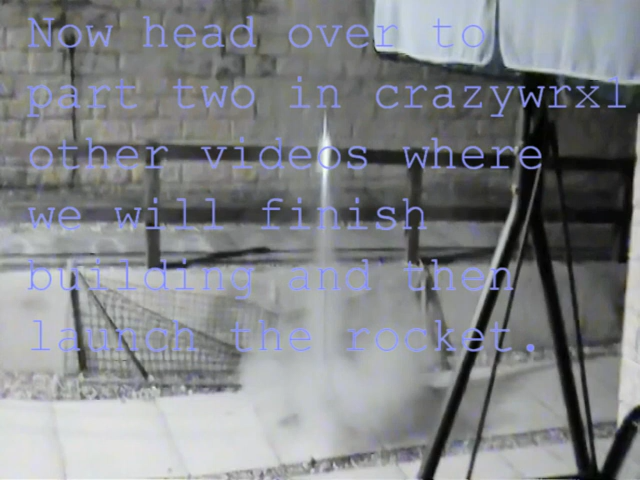 Now head over to
part two in crazywrxl
other videos where
we will finish
building and then
launch the rocket.